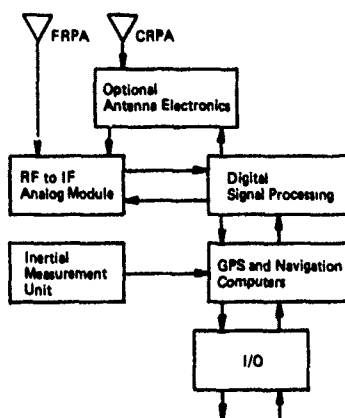 FRPA
CRPA
Optional
Antenna Electronics
RF to IF
Analog Module
Digital
Signal Processing
Inertial
Measurement
Unit
GPS and Navigation
Computers
I/O